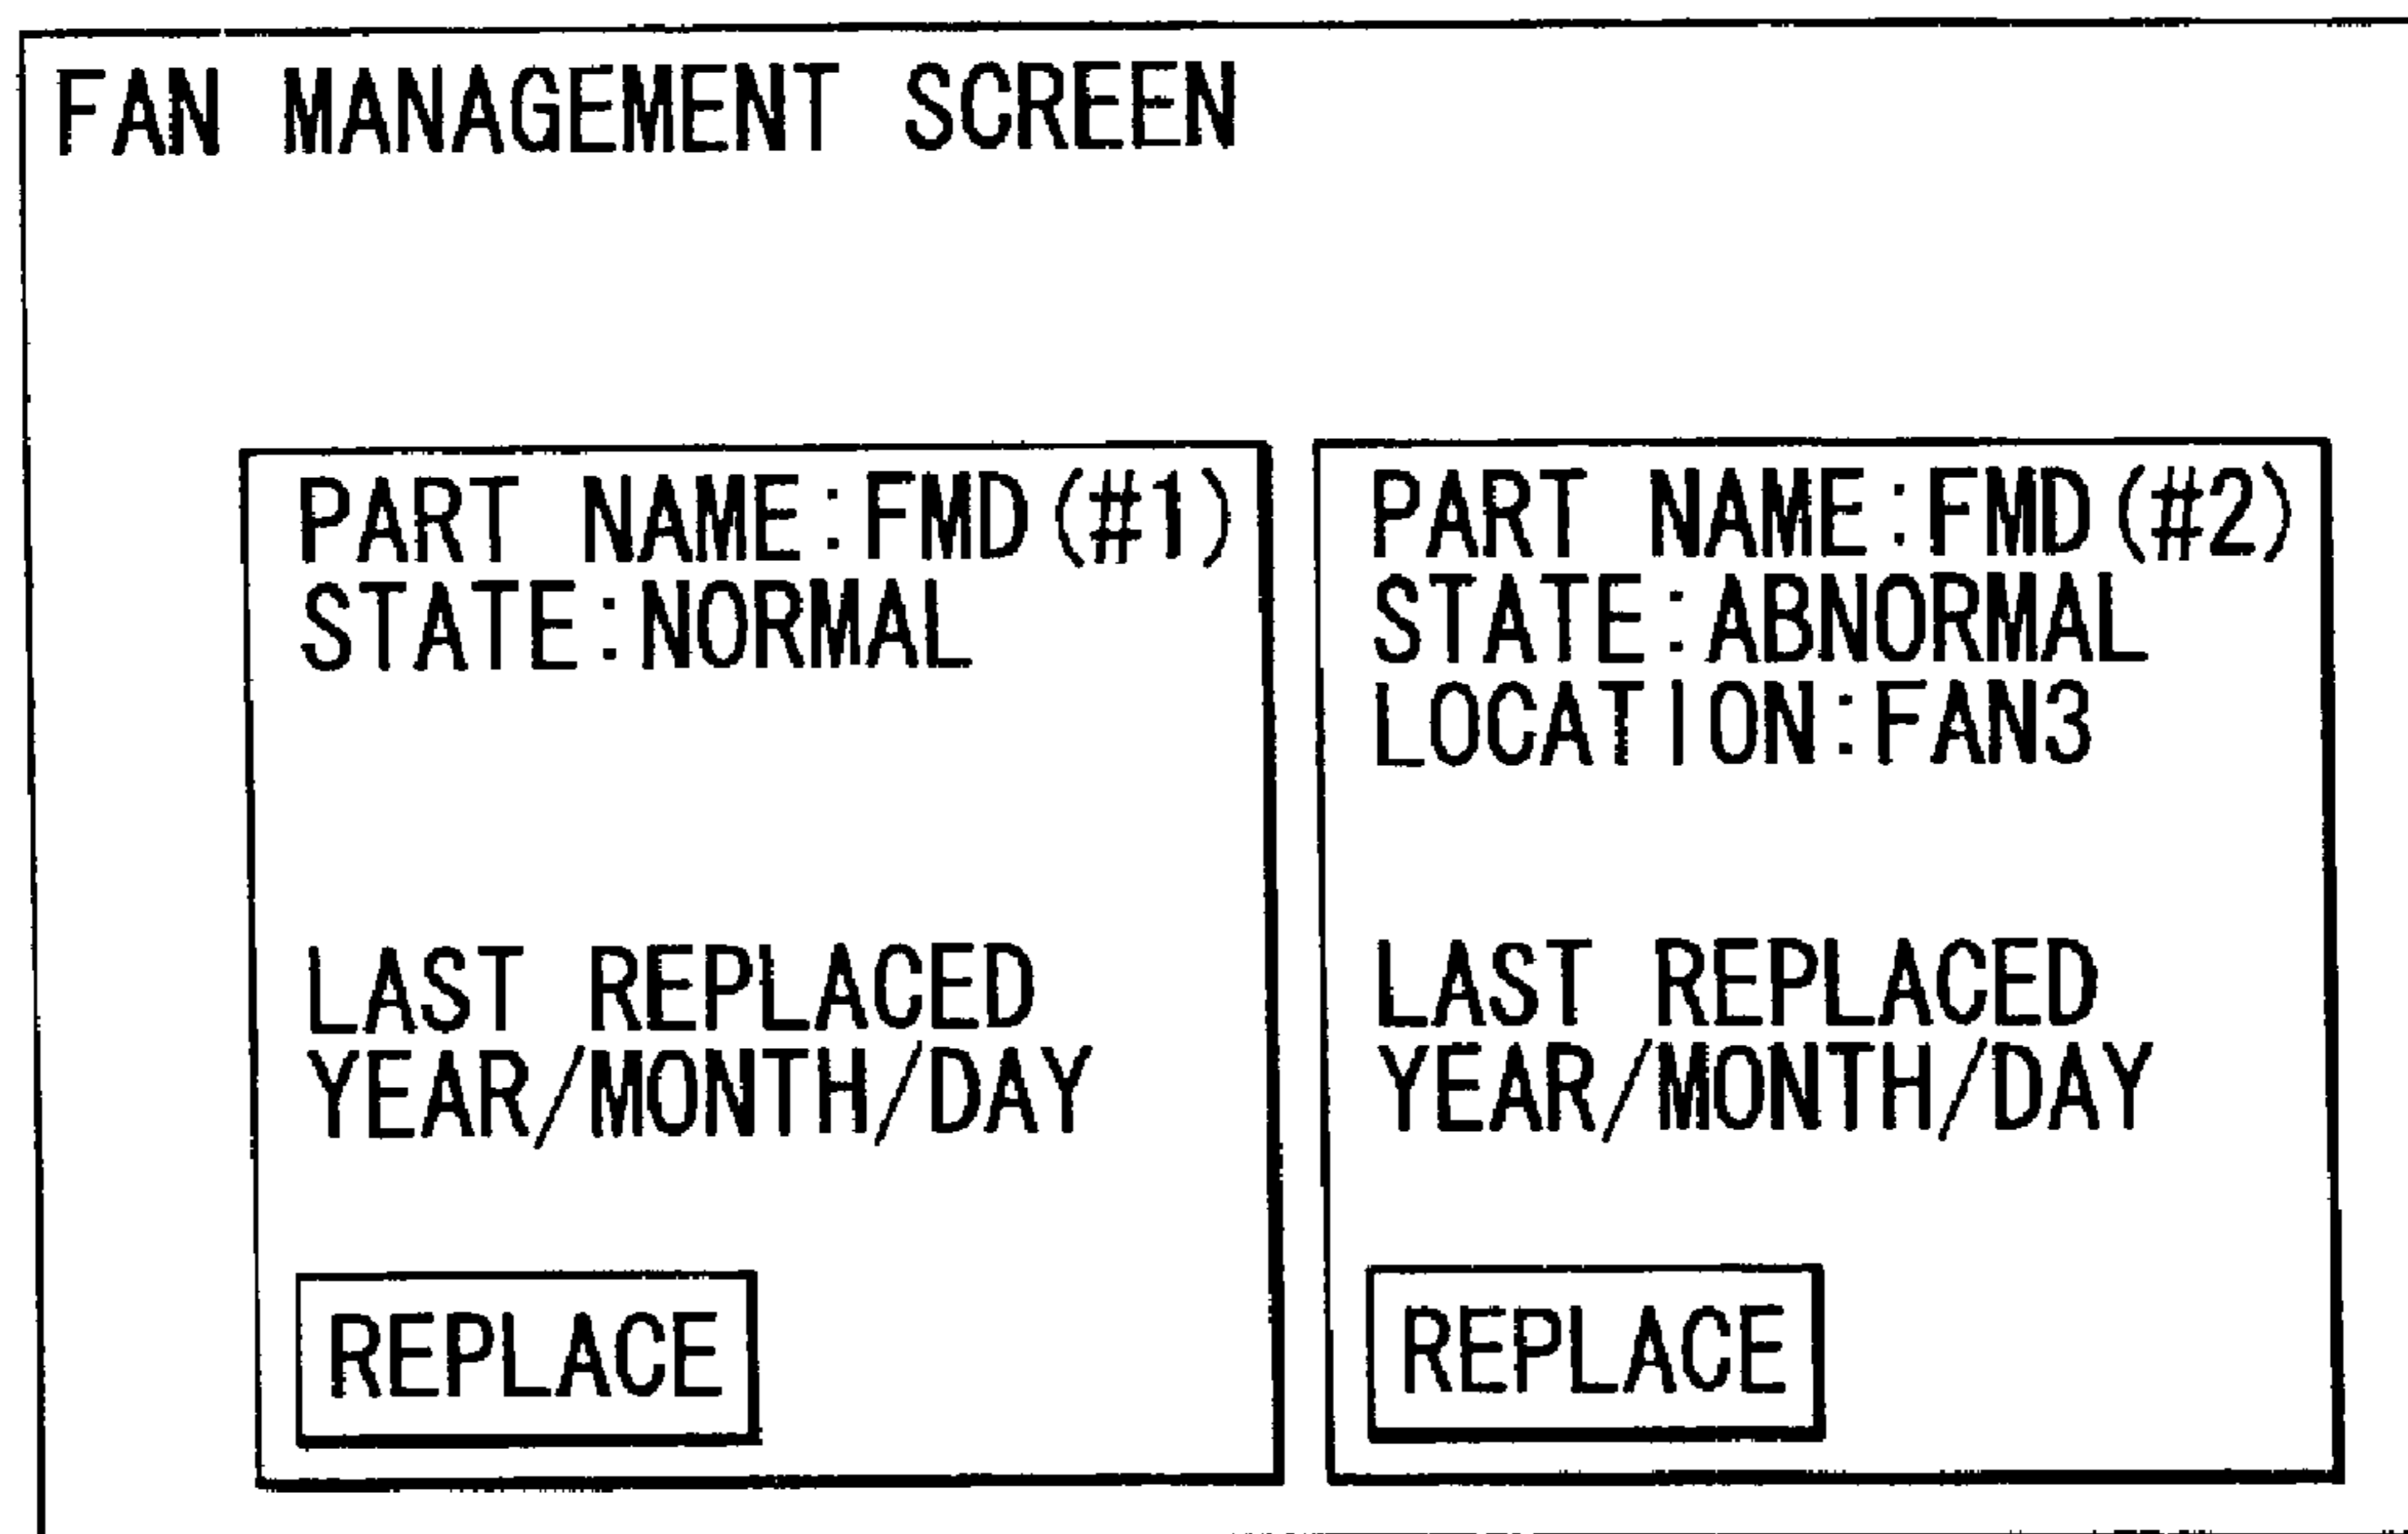 FAN MANAGEMENT SCREEN
PART NAME:FMD(#1)
STATE:NORMAL
LAST REPLACED
YEAR/MONTH/DAY
REPLACE
PART NAME:FMD(#2)
STATE:ABNORMAL
LOCATION:FAN3
LAST REPLACED
YEAR/MONTH/DAY
REPLACE